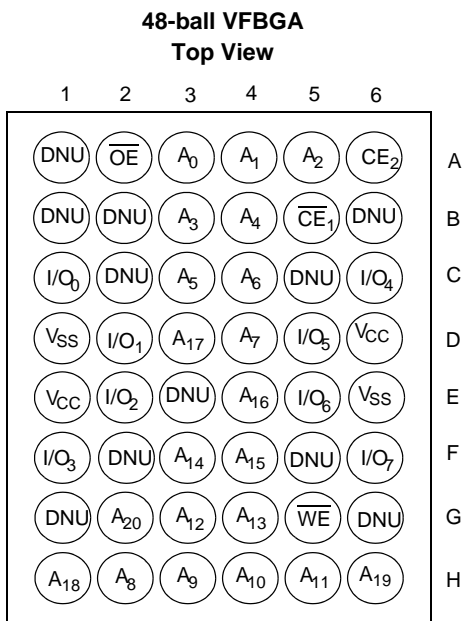 48-ball VFBGA
Top View
1 2 3 4 5 6
DNU OE A0 A1 A2 CE2 A
DNU DNU A3 A4 CE1 DNU B
I/O0 DNU A5 A6 DNU I/O4 C
VSS I/O1 A17 A7 I/O5 VCC D
VCC I/O2 DNU A16 I/O6 VSS E
I/O3 DNU A14 A15 DNU I/O7 F
DNU A20 A12 A13 WE DNU G
A18 A8 A9 A10 A11 A19 H